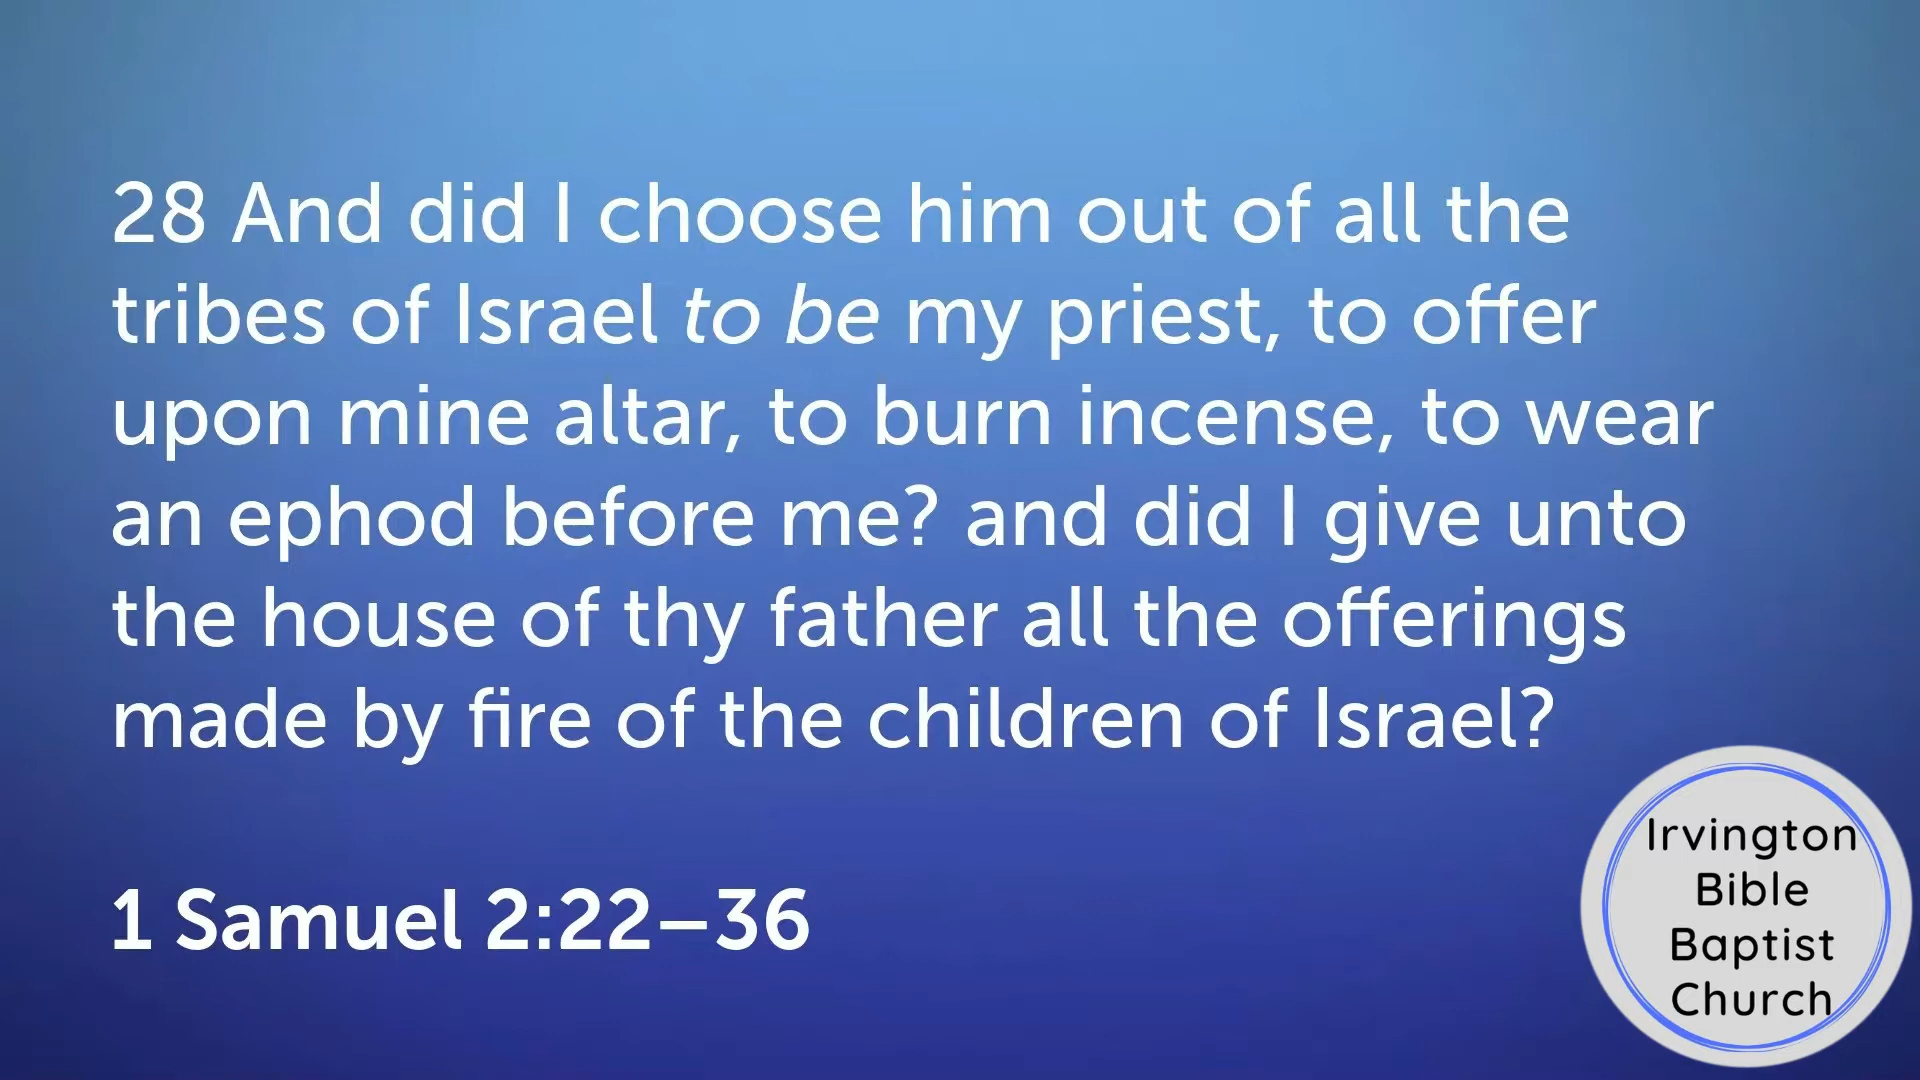 28 And did I choose him out of all the
tribes of Israel to be my priest, to offer
upon mine altar, to burn incense, to wear
an ephod before me? and did I give unto
the house of thy father all the offerings
made by fire of the children of Israel?
1 Samuel 2:22–36
Irvington
Bible
Baptist
Church